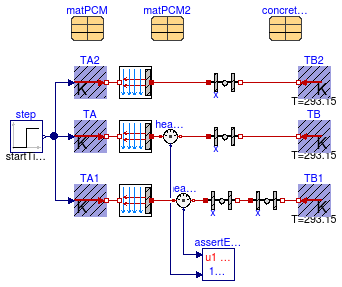 matPCM matPCM2 concret...
TA2 TB2
K x K
T=293.15
step TA hea... TB
K x K
startTi... T=293.15
TA1 ea... TB1
K x x K
T=293.15
assertE...
u1 ...
1...